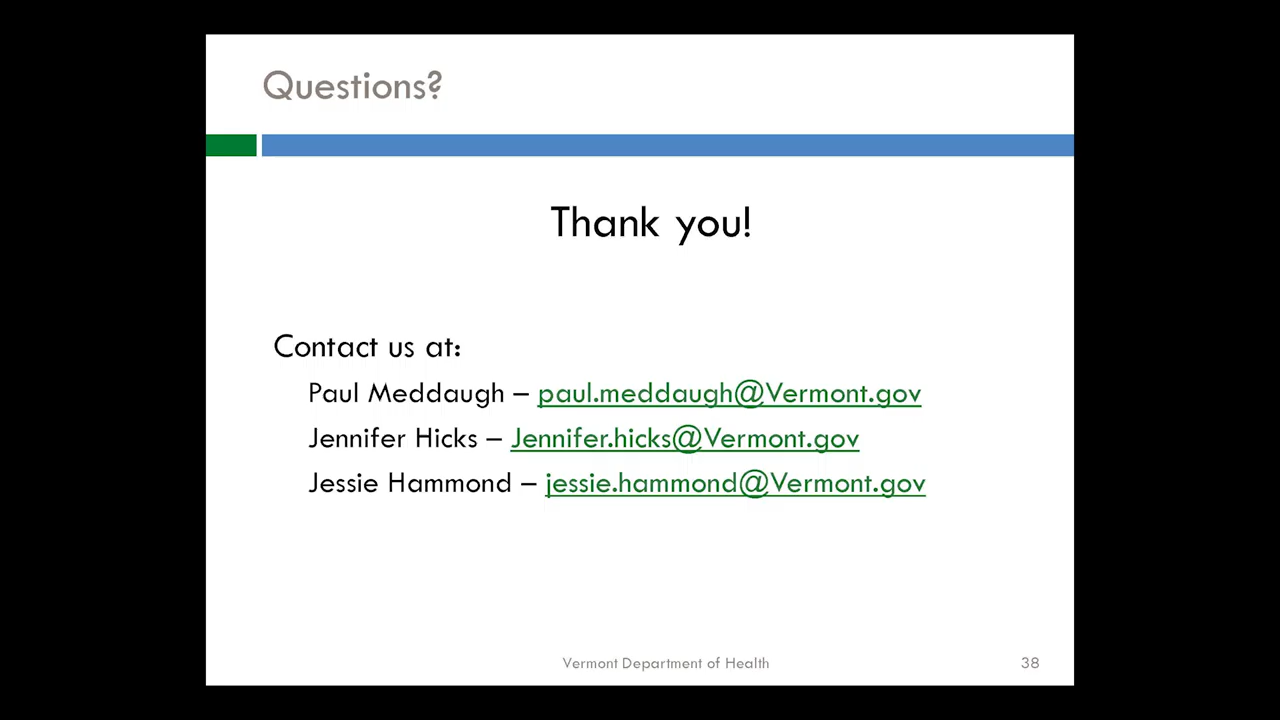 Questions?
Thank you!
Contact us at:
Paul Meddaugh – paul.meddaugh@Vermont.gov
Jennifer Hicks – Jennifer.hicks@Vermont.gov
Jessie Hammond – jessie.hammond@Vermont.gov
Vermont Department of Health
38